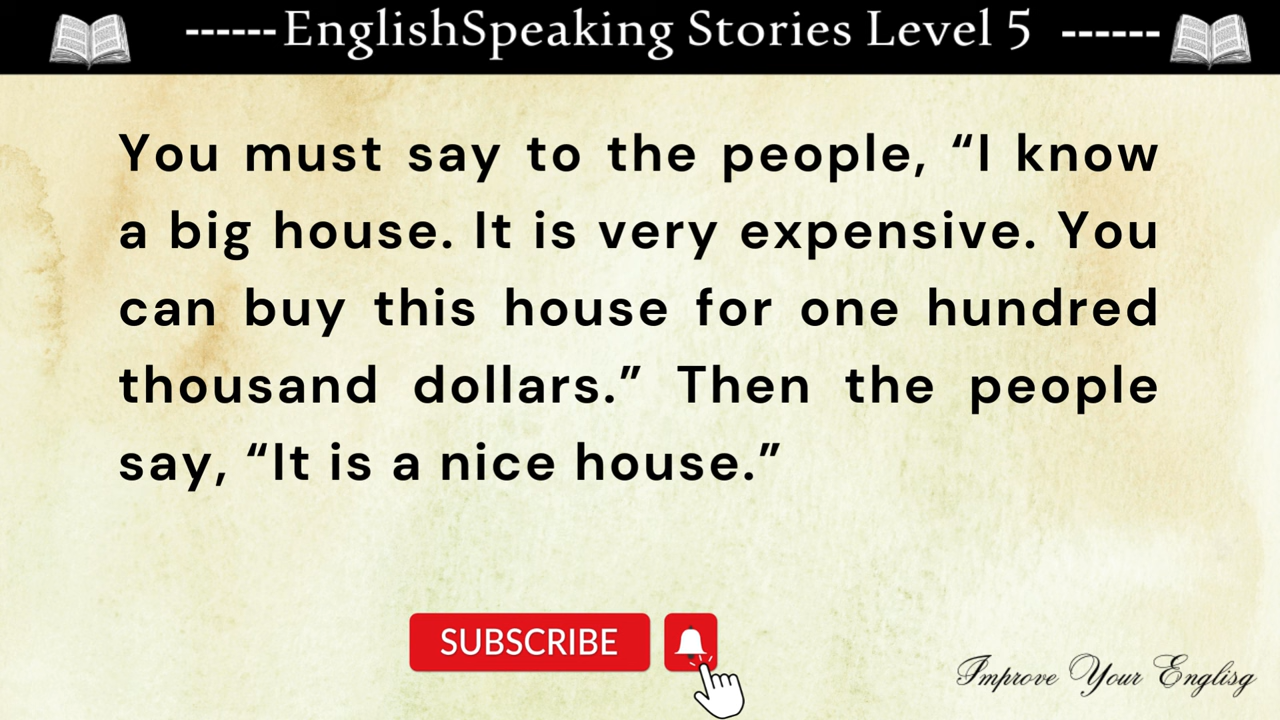 ------EnglishSpeaking Stories Level 5 ------
You must say to the people, “I know
a big house. It is very expensive. You
can buy this house for one hundred
thousand dollars.” Then the people
say, “It is a nice house.”
SUBSCRIBE
Improve Your Englisg